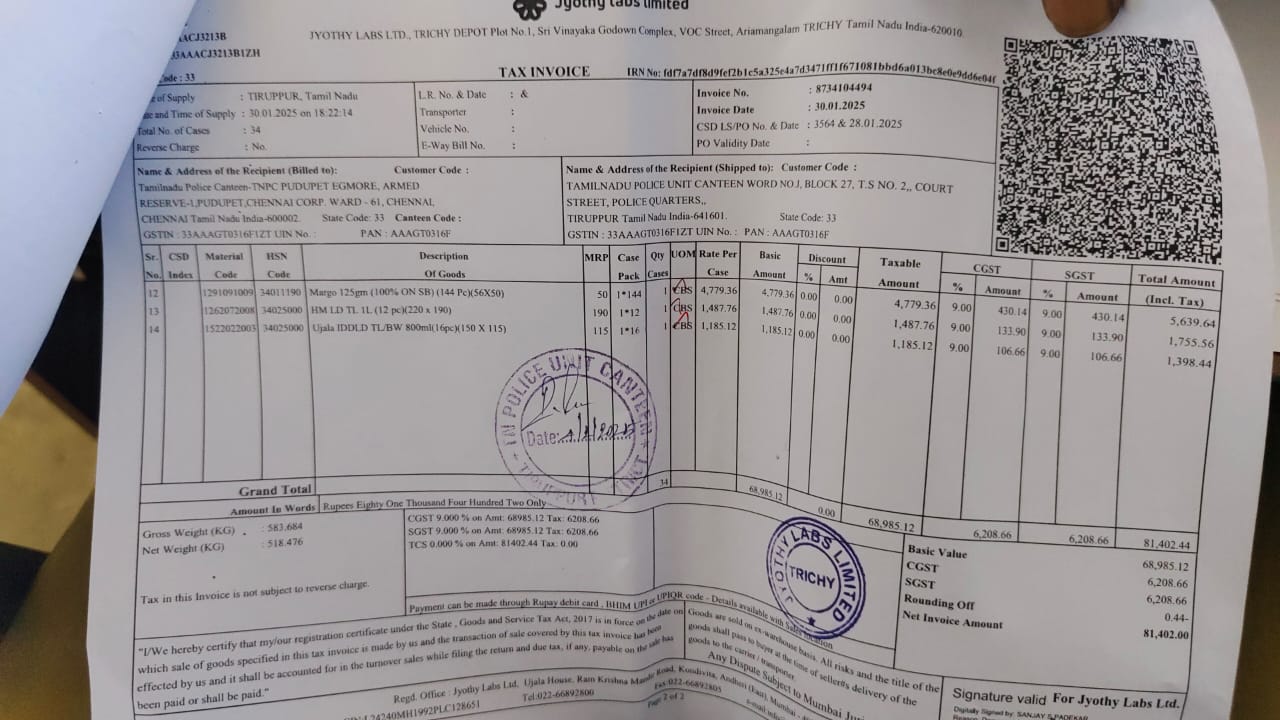 Jyothy Labs limited
JYOTHY LABS LTD., TRICHY DEPOT Plot No.1, Sri Vinayaka Godown Complex, VOC Street, Ariamangalam TRICHY Tamil Nadu India-620010.
ACJ3213B
33AAACJ3213B1ZH
Code : 33
TAX INVOICE
IRN No: fdf7a7df8d9fef2b1c5a325e4a7d3471ff1f671081bbd6a013bc8e0e9dd6e04f
e of Supply : TIRUPPUR, Tamil Nadu
and Time of Supply : 30.01.2025 on 18:22:14
Total No. of Cases : 34
Reverse Charge : No.
L.R. No. & Date : &
Transporter :
Vehicle No. :
E-Way Bill No. :
Invoice No. : 8734104494
Invoice Date : 30.01.2025
CSD LS/PO No. & Date : 3564 & 28.01.2025
PO Validity Date :
Name & Address of the Recipient (Billed to): Customer Code :
Tamilnadu Police Canteen-TNPC PUDUPET EGMORE, ARMED
RESERVE-1,PUDUPET,CHENNAI CORP. WARD - 61, CHENNAI,
CHENNAI Tamil Nadu India-600002. State Code: 33 Canteen Code :
GSTIN : 33AAAGT0316F1ZT UIN No. : PAN : AAAGT0316F
Name & Address of the Recipient (Shipped to): Customer Code :
TAMILNADU POLICE UNIT CANTEEN WORD NO.J, BLOCK 27, T.S NO. 2,, COURT
STREET, POLICE QUARTERS,,
TIRUPPUR Tamil Nadu India-641601. State Code: 33
GSTIN : 33AAAGT0316F1ZT UIN No. : PAN : AAAGT0316F
Sr. No. CSD Index Material Code HSN Code Description Of Goods MRP Case Pack Qty Cases UOM Rate Per Case Basic Amount Discount % Amt Taxable Amount CGST % Amount SGST % Amount Total Amount (Incl. Tax)
12 1291091009 34011190 Margo 125gm (100% ON SB) (144 Pc)(56X50) 50 1*144 1 CBS 4,779.36 4,779.36 0.00 0.00 4,779.36 9.00 430.14 9.00 430.14 5,639.64
13 1262072008 34025000 HM LD TL 1L (12 pc)(220 x 190) 190 1*12 1 CBS 1,487.76 1,487.76 0.00 0.00 1,487.76 9.00 133.90 9.00 133.90 1,755.56
14 1522022003 34025000 Ujala IDDLD TL/BW 800ml(16pc)(150 X 115) 115 1*16 1 CBS 1,185.12 1,185.12 0.00 0.00 1,185.12 9.00 106.66 9.00 106.66 1,398.44
TN POLICE UNIT CANTEEN
Date:
Grand Total 34 68,985.12 0.00 68,985.12 6,208.66 6,208.66 81,402.44
Amount In Words Rupees Eighty One Thousand Four Hundred Two Only
Gross Weight (KG) : 583.684
Net Weight (KG) : 518.476
Tax in this Invoice is not subject to reverse charge.
CGST 9.000 % on Amt: 68985.12 Tax: 6208.66
SGST 9.000 % on Amt: 68985.12 Tax: 6208.66
TCS 0.000 % on Amt: 81402.44 Tax: 0.00
JYOTHY LABS LIMITED
TRICHY
Basic Value 68,985.12
CGST 6,208.66
SGST 6,208.66
Rounding Off 0.44-
Net Invoice Amount 81,402.00
Payment can be made through Rupay debit card , BHIM UPI or UPIQR code - Details available with Sales location
"I/We hereby certify that my/our registration certificate under the State , Goods and Service Tax Act, 2017 is in force on the date on
which sale of goods specified in this tax invoice is made by us and the transaction of sale covered by this tax invoice has been
effected by us and it shall be accounted for in the turnover sales while filing the return and due tax, if any, payable on the sale has
been paid or shall be paid."
Goods are sold on ex-warehouse basis. All risks and the title of the
goods shall pass to buyer at the time of sellers delivery of the
goods to the carrier / transporter.
Any Dispute Subject to Mumbai
Regd. Office : Jyothy Labs Ltd. Ujala House, Ram Krishna Mandir Road, Kondivita, Andheri (East), Mumbai
Tel:022-66892800 Fax:022-66892805
L24240MH1992PLC128651
Page 2 of 2
Signature valid For Jyothy Labs Ltd.
Digitally Signed by: SANJAY S PADEKAR